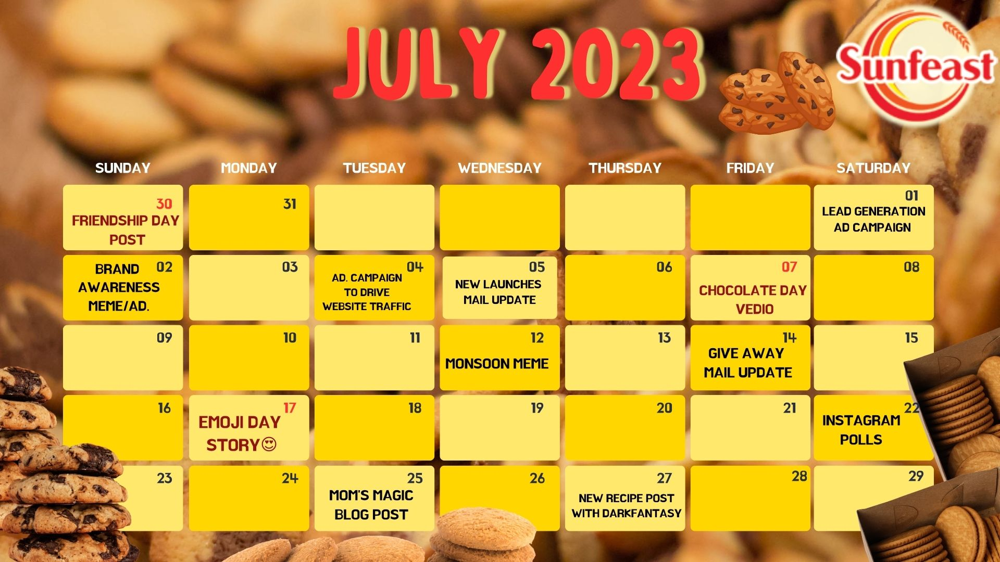 JULY 2023
Sunfeast
SUNDAY MONDAY TUESDAY WEDNESDAY THURSDAY FRIDAY SATURDAY
30
FRIENDSHIP DAY
POST
31
01
LEAD GENERATION
AD CAMPAIGN
02
BRAND
AWARENESS
MEME/AD.
03
04
AD. CAMPAIGN
TO DRIVE
WEBSITE TRAFFIC
05
NEW LAUNCHES
MAIL UPDATE
06
07
CHOCOLATE DAY
VEDIO
08
09
10
11
12
MONSOON MEME
13
14
GIVE AWAY
MAIL UPDATE
15
16
17
EMOJI DAY
STORY😍
18
19
20
21
22
INSTAGRAM
POLLS
23
24
25
MOM'S MAGIC
BLOG POST
26
27
NEW RECIPE POST
WITH DARKFANTASY
28
29